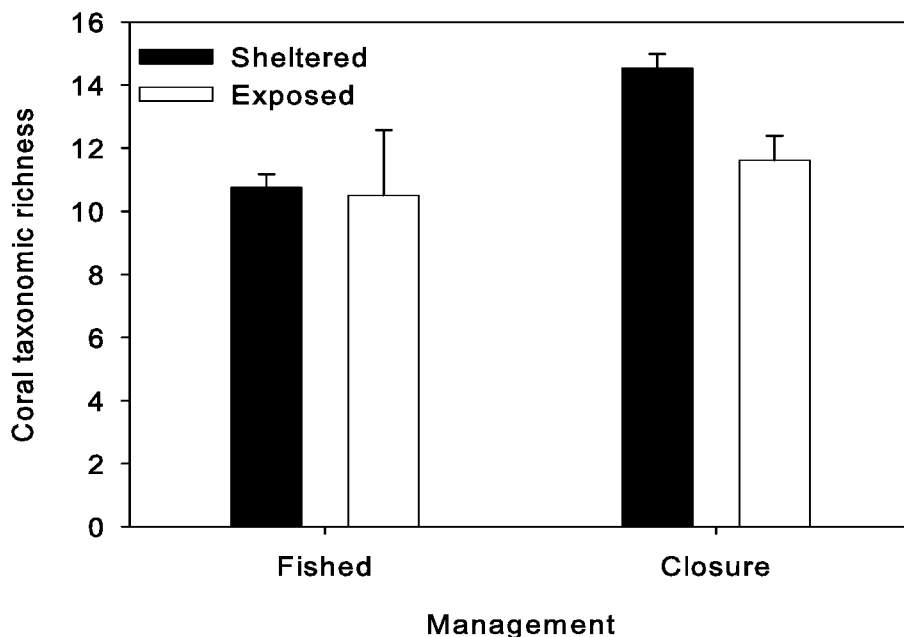 16
14
12
10
8
6
4
2
0
Coral taxonomic richness
Sheltered
Exposed
Fished
Closure
Management